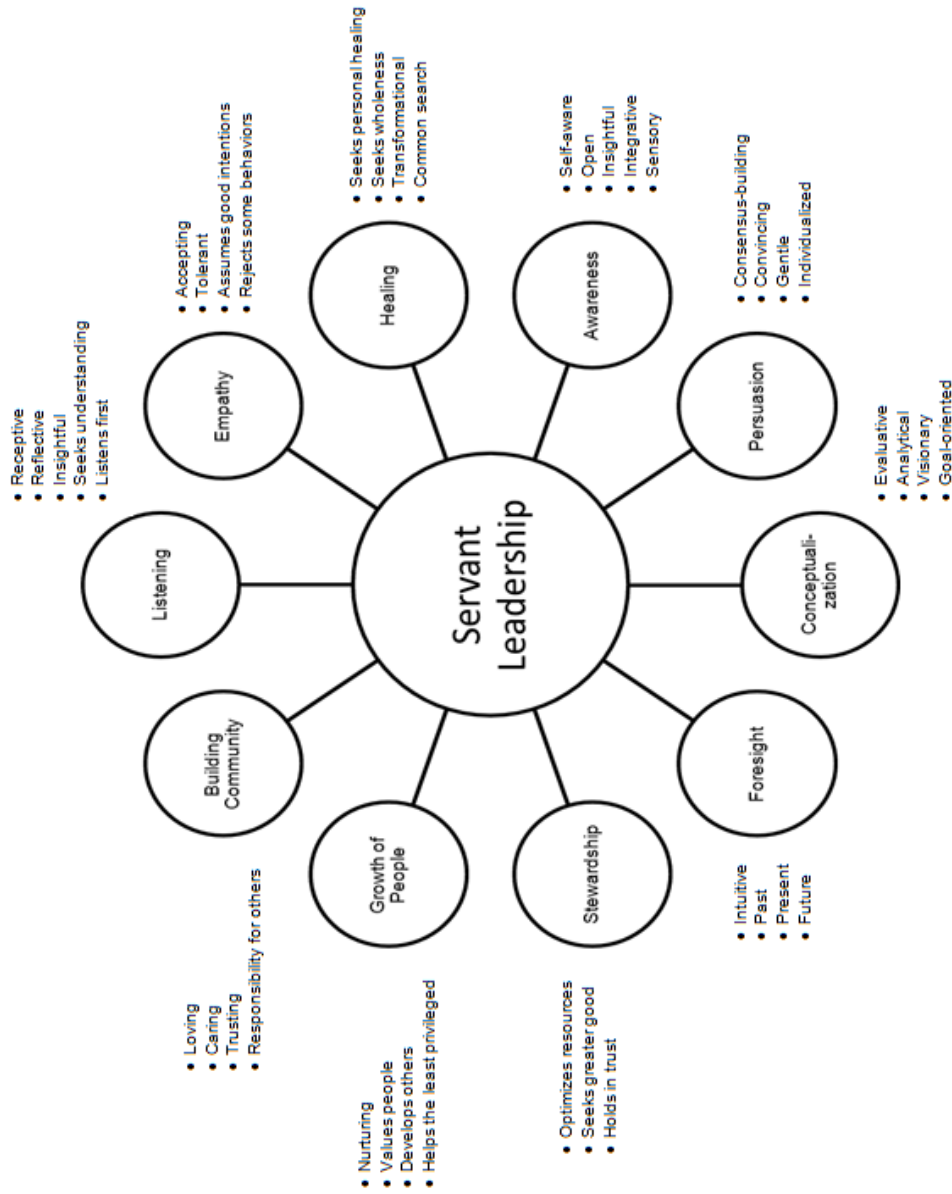 Servant
Leadership
Listening
• Receptive
• Reflective
• Insightful
• Seeks understanding
• Listens first
Empathy
• Accepting
• Tolerant
• Assumes good intentions
• Rejects some behaviors
Healing
• Seeks personal healing
• Seeks wholeness
• Transformational
• Common search
Awareness
• Self-aware
• Open
• Insightful
• Integrative
• Sensory
Persuasion
• Consensus-building
• Convincing
• Gentle
• Individualized
Conceptuali-
zation
• Evaluative
• Analytical
• Visionary
• Goal-oriented
Foresight
• Intuitive
• Past
• Present
• Future
Stewardship
• Optimizes resources
• Seeks greater good
• Holds in trust
Growth of
People
• Nurturing
• Values people
• Develops others
• Helps the least privileged
Building
Community
• Loving
• Caring
• Trusting
• Responsibility for others